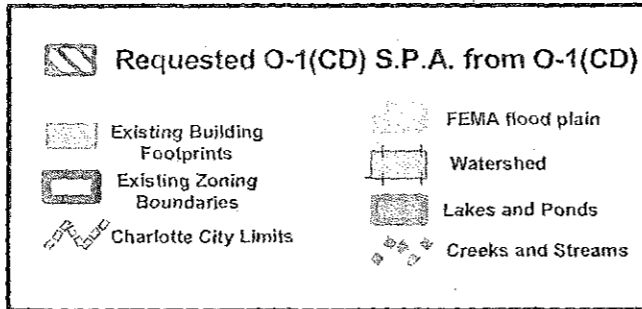 Requested O-1(CD) S.P.A. from O-1(CD)
Existing Building
Footprints
Existing Zoning
Boundaries
Charlotte City Limits
FEMA flood plain
Watershed
Lakes and Ponds
Creeks and Streams